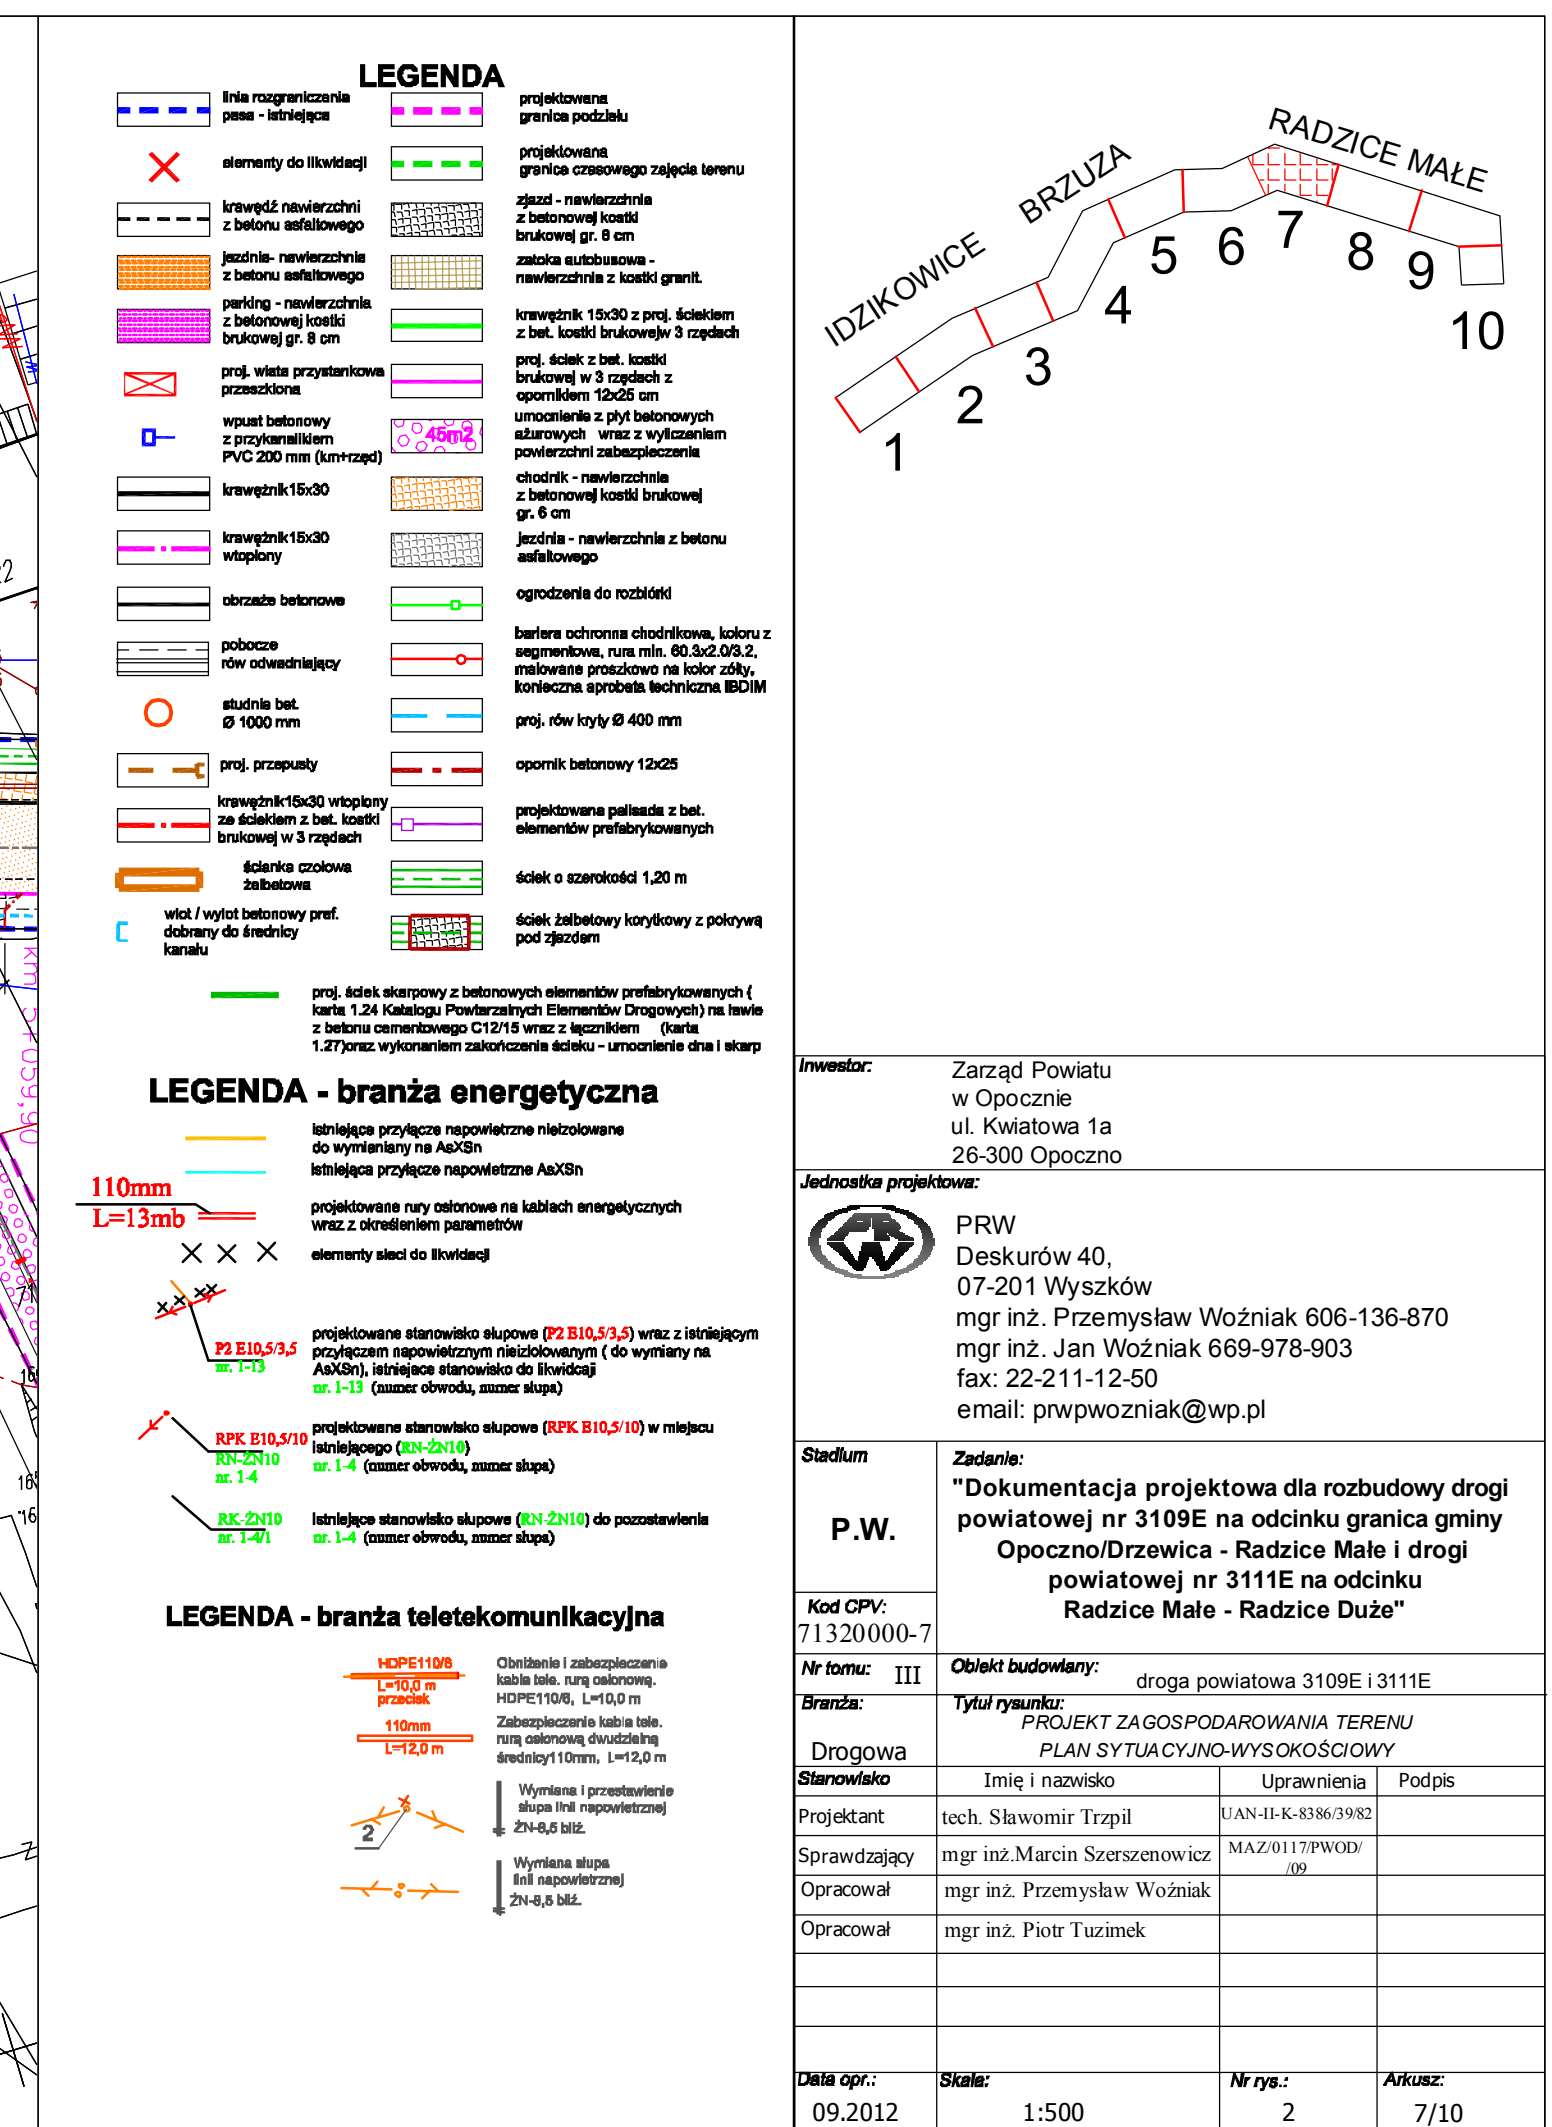 LEGENDA
linia rozgraniczenia
pasa - istniejąca
elementy do likwidacji
krawędź nawierzchni
z betonu asfaltowego
jezdnia- nawierzchnia
z betonu asfaltowego
parking - nawierzchnia
z betonowej kostki
brukowej gr. 8 cm
proj. wiata przystankowa
przeszklona
wpust betonowy
z przykanalikiem
PVC 200 mm (km+rzęd)
krawężnik15x30
krawężnik15x30
wtopiony
obrzeże betonowe
pobocze
rów odwadniający
studnia bet.
Ø 1000 mm
proj. przepusty
krawężnik15x30 wtopiony
ze ściekiem z bet. kostki
brukowej w 3 rzędach
ścianka czołowa
żelbetowa
wlot / wylot betonowy pref.
dobrany do średnicy
kanału
projektowana
granica podziału
projektowana
granica czasowego zajęcia terenu
zjazd - nawierzchnia
z betonowej kostki
brukowej gr. 8 cm
zatoka autobusowa -
nawierzchnia z kostki granit.
krawężnik 15x30 z proj. ściekiem
z bet. kostki brukowejw 3 rzędach
proj. ściek z bet. kostki
brukowej w 3 rzędach z
opornikiem 12x25 cm
45m2
umocnienie z płyt betonowych
ażurowych wraz z wyliczeniem
powierzchni zabezpieczenia
chodnik - nawierzchnia
z betonowej kostki brukowej
gr. 6 cm
jezdnia - nawierzchnia z betonu
asfaltowego
ogrodzenia do rozbiórki
bariera ochronna chodnikowa, koloru z
segmentowa, rura min. 60.3x2.0/3.2,
malowana proszkowo na kolor żółty,
konieczna aprobata techniczna IBDIM
proj. rów kryty Ø 400 mm
opornik betonowy 12x25
projektowana palisada z bet.
elementów prefabrykowanych
ściek o szerokości 1,20 m
ściek żelbetowy korytkowy z pokrywą
pod zjazdem
proj. ściek skarpowy z betonowych elementów prefabrykowanych (
karta 1.24 Katalogu Powtarzalnych Elementów Drogowych) na ławie
z betonu cementowego C12/15 wraz z łącznikiem (karta
1.27)oraz wykonaniem zakończenia ścieku - umocnienie dna i skarp
LEGENDA - branża energetyczna
istniejąca przyłącze napowietrzne nieizolowane
do wymieniany na AsXSn
istniejąca przyłącze napowietrzne AsXSn
110mm
L=13mb
projektowane rury osłonowe na kablach energetycznych
wraz z określeniem parametrów
elementy sieci do likwidacji
P2 E10,5/3,5
nr. 1-13
projektowane stanowisko słupowe (P2 E10,5/3,5) wraz z istniejącym
przyłączem napowietrznym nieizlolowanym ( do wymiany na
AsXSn), istniejace stanowisko do likwidcaji
nr. 1-13 (numer obwodu, numer słupa)
RPK E10,5/10
RN-ŻN10
nr. 1-4
projektowane stanowisko słupowe (RPK E10,5/10) w miejscu
istniejącego (RN-ŻN10)
nr. 1-4 (numer obwodu, numer słupa)
RK-ŻN10
nr. 1-4/1
Istniejące stanowisko słupowe (RN-ŻN10) do pozostawienia
nr. 1-4 (numer obwodu, numer słupa)
LEGENDA - branża teletekomunikacyjna
HDPE110/6
L=10,0 m
przecisk
Obniżenie i zabezpieczenie
kabla tele. rurą osłonową.
HDPE110/6, L=10,0 m
110mm
L=12,0 m
Zabezpieczenie kabla tele.
rurą osłonową dwudzielną
średnicy110mm, L=12,0 m
2
Wymiana i przestawienie
słupa linii napowietrznej
ŻN-8,5 bliź.
Wymiana słupa
linii napowietrznej
ŻN-8,5 bliź.
IDZIKOWICE
BRZUZA
RADZICE MAŁE
1
2
3
4
5
6
7
8
9
10
Inwestor:
Zarząd Powiatu
w Opocznie
ul. Kwiatowa 1a
26-300 Opoczno
Jednostka projektowa:
PRW
PRW
Deskurów 40,
07-201 Wyszków
mgr inż. Przemysław Woźniak 606-136-870
mgr inż. Jan Woźniak 669-978-903
fax: 22-211-12-50
email: prwpwozniak@wp.pl
Stadium
P.W.
Zadanie:
"Dokumentacja projektowa dla rozbudowy drogi
powiatowej nr 3109E na odcinku granica gminy
Opoczno/Drzewica - Radzice Małe i drogi
powiatowej nr 3111E na odcinku
Radzice Małe - Radzice Duże"
Kod CPV:
71320000-7
Nr tomu: III
Obiekt budowlany:
droga powiatowa 3109E i 3111E
Branża:
Drogowa
Tytuł rysunku:
PROJEKT ZAGOSPODAROWANIA TERENU
PLAN SYTUACYJNO-WYSOKOŚCIOWY
Stanowisko Imię i nazwisko Uprawnienia Podpis
Projektant tech. Sławomir Trzpil UAN-II-K-8386/39/82
Sprawdzający mgr inż.Marcin Szerszenowicz MAZ/0117/PWOD/
/09
Opracował mgr inż. Przemysław Woźniak
Opracował mgr inż. Piotr Tuzimek
Data opr.: Skala: Nr rys.: Arkusz:
09.2012 1:500 2 7/10